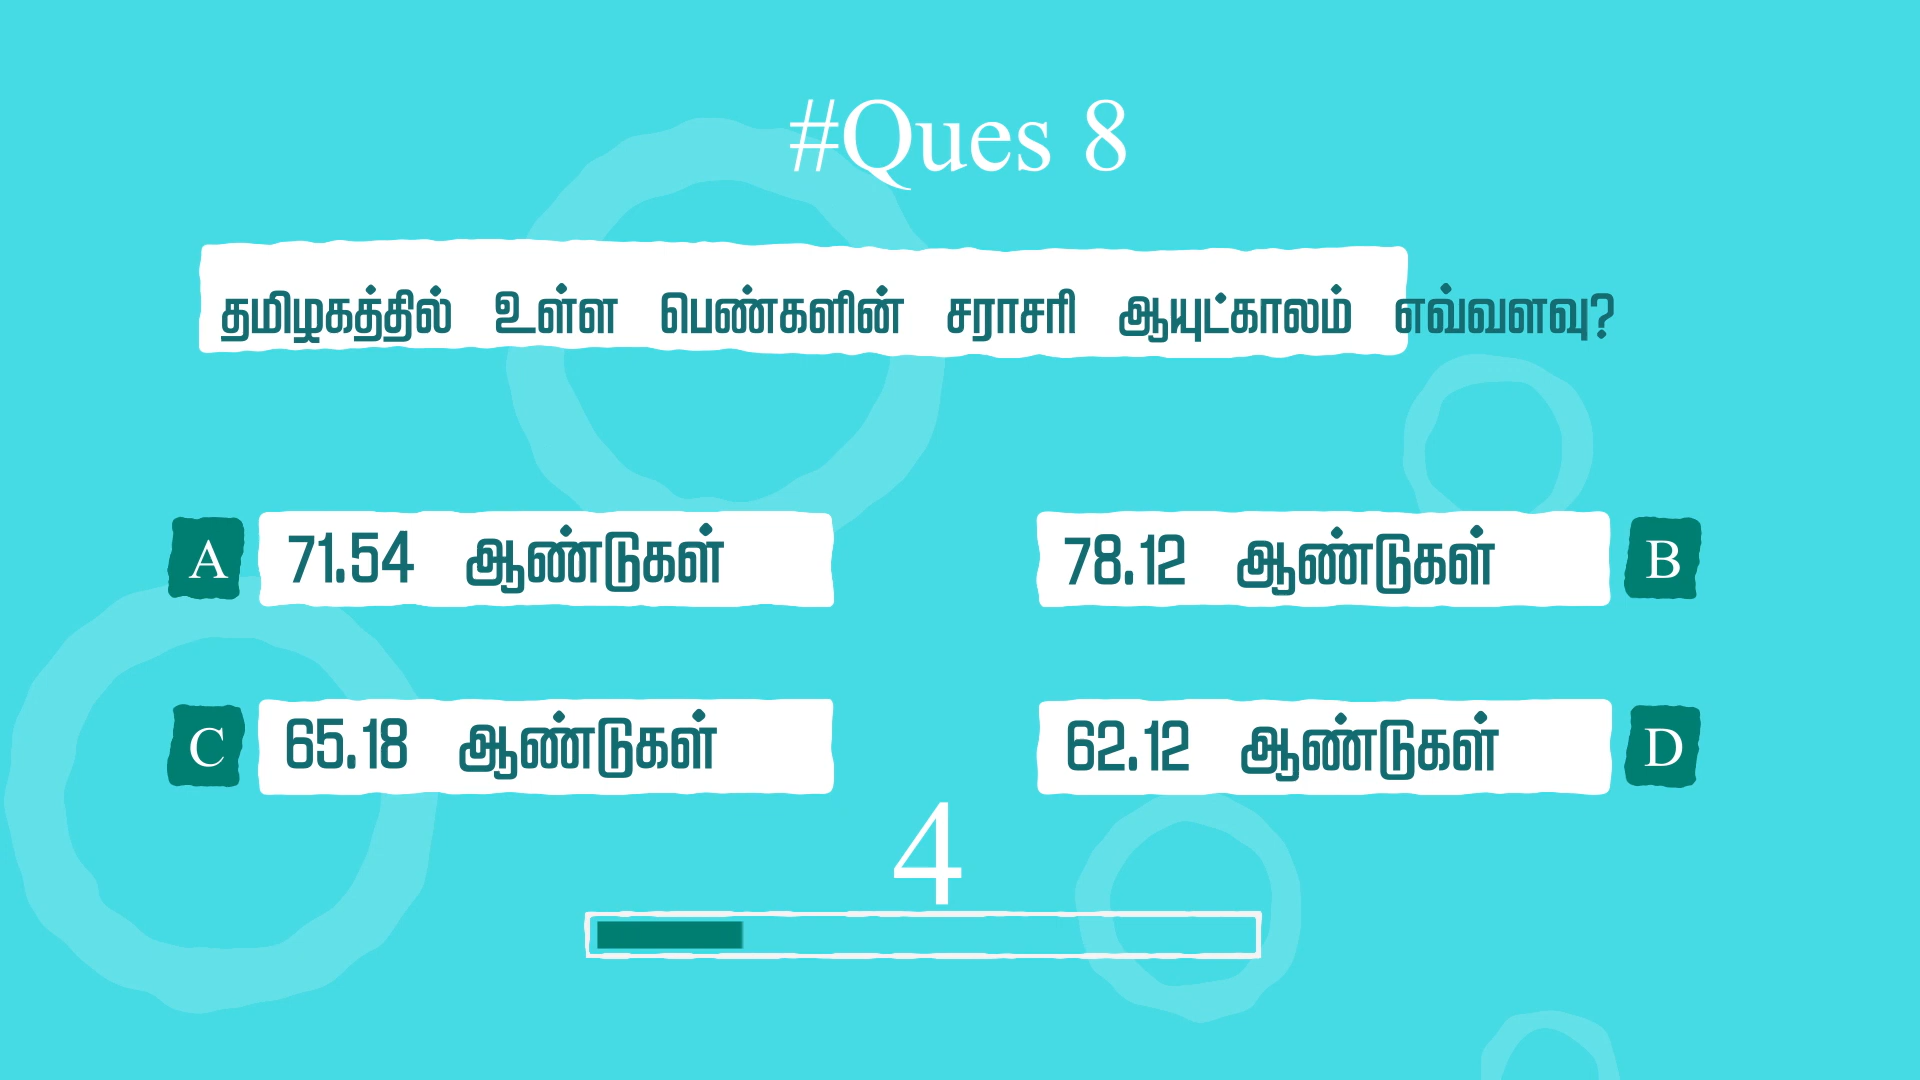 #Ques 8
தமிழகத்தில் உள்ள பெண்களின் சராசரி ஆயுட்காலம் எவ்வளவு?
A 71.54 ஆண்டுகள்
78.12 ஆண்டுகள் B
C 65.18 ஆண்டுகள்
62.12 ஆண்டுகள் D
4